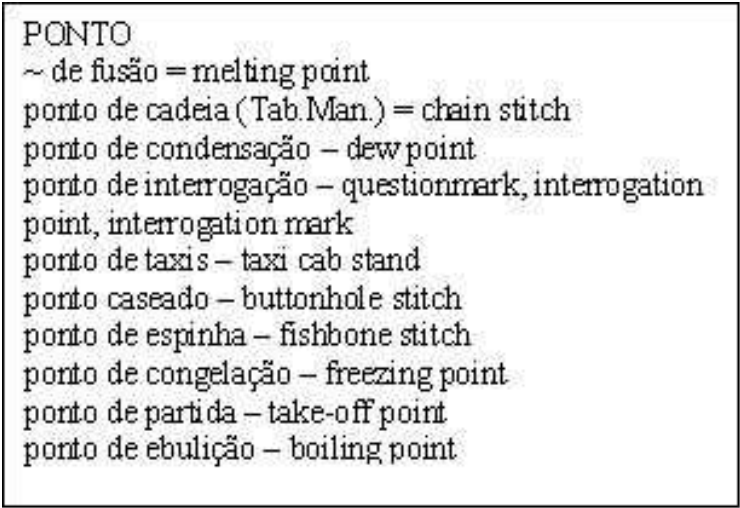 PONTO
~ de fusão = melting point
ponto de cadeia (Tab.Man.) = chain stitch
ponto de condensação – dew point
ponto de interrogação – questionmark, interrogation
point, interrogation mark
ponto de taxis – taxi cab stand
ponto caseado – buttonhole stitch
ponto de espinha – fishbone stitch
ponto de congelação – freezing point
ponto de partida – take-off point
ponto de ebulição – boiling point